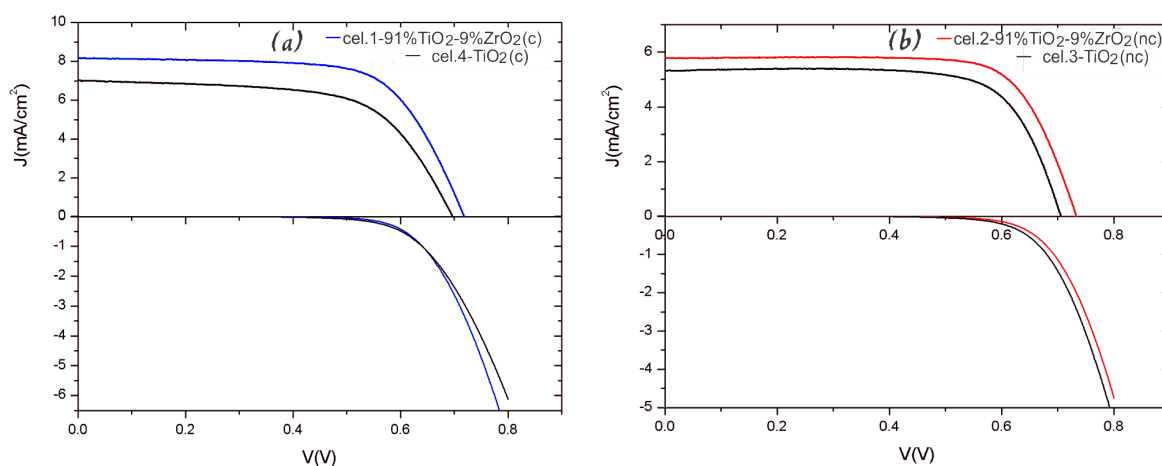 (a)
cel.1-91%TiO₂-9%ZrO₂(c)
cel.4-TiO₂(c)
J(mA/cm²)
10
8
6
4
2
0
-1
-2
-3
-4
-5
-6
0.0 0.2 0.4 0.6 0.8
V(V)
(b)
cel.2-91%TiO₂-9%ZrO₂(nc)
cel.3-TiO₂(nc)
J(mA/cm²)
6
4
2
0
0.0 0.2 0.4 0.6 0.8
-1
-2
-3
-4
-5
0.0 0.2 0.4 0.6 0.8
V(V)